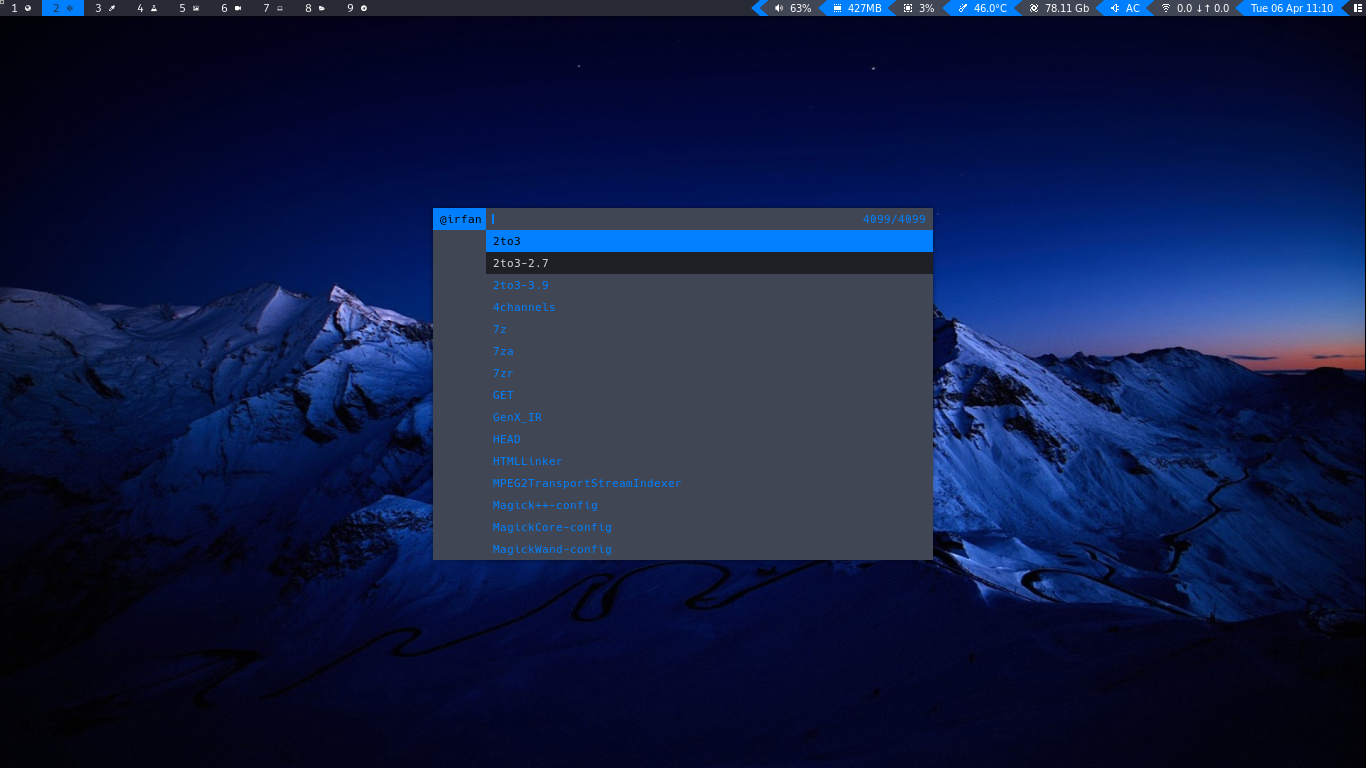 1 2 3 4 5 6 7 8 9 63% 427MB 3% 46.0°C 78.11 Gb AC 0.0 ↓↑ 0.0 Tue 06 Apr 11:10
@irfan 4099/4099
2to3
2to3-2.7
2to3-3.9
4channels
7z
7za
7zr
GET
GenX_IR
HEAD
HTMLLinker
MPEG2TransportStreamIndexer
Magick++-config
MagickCore-config
MagickWand-config